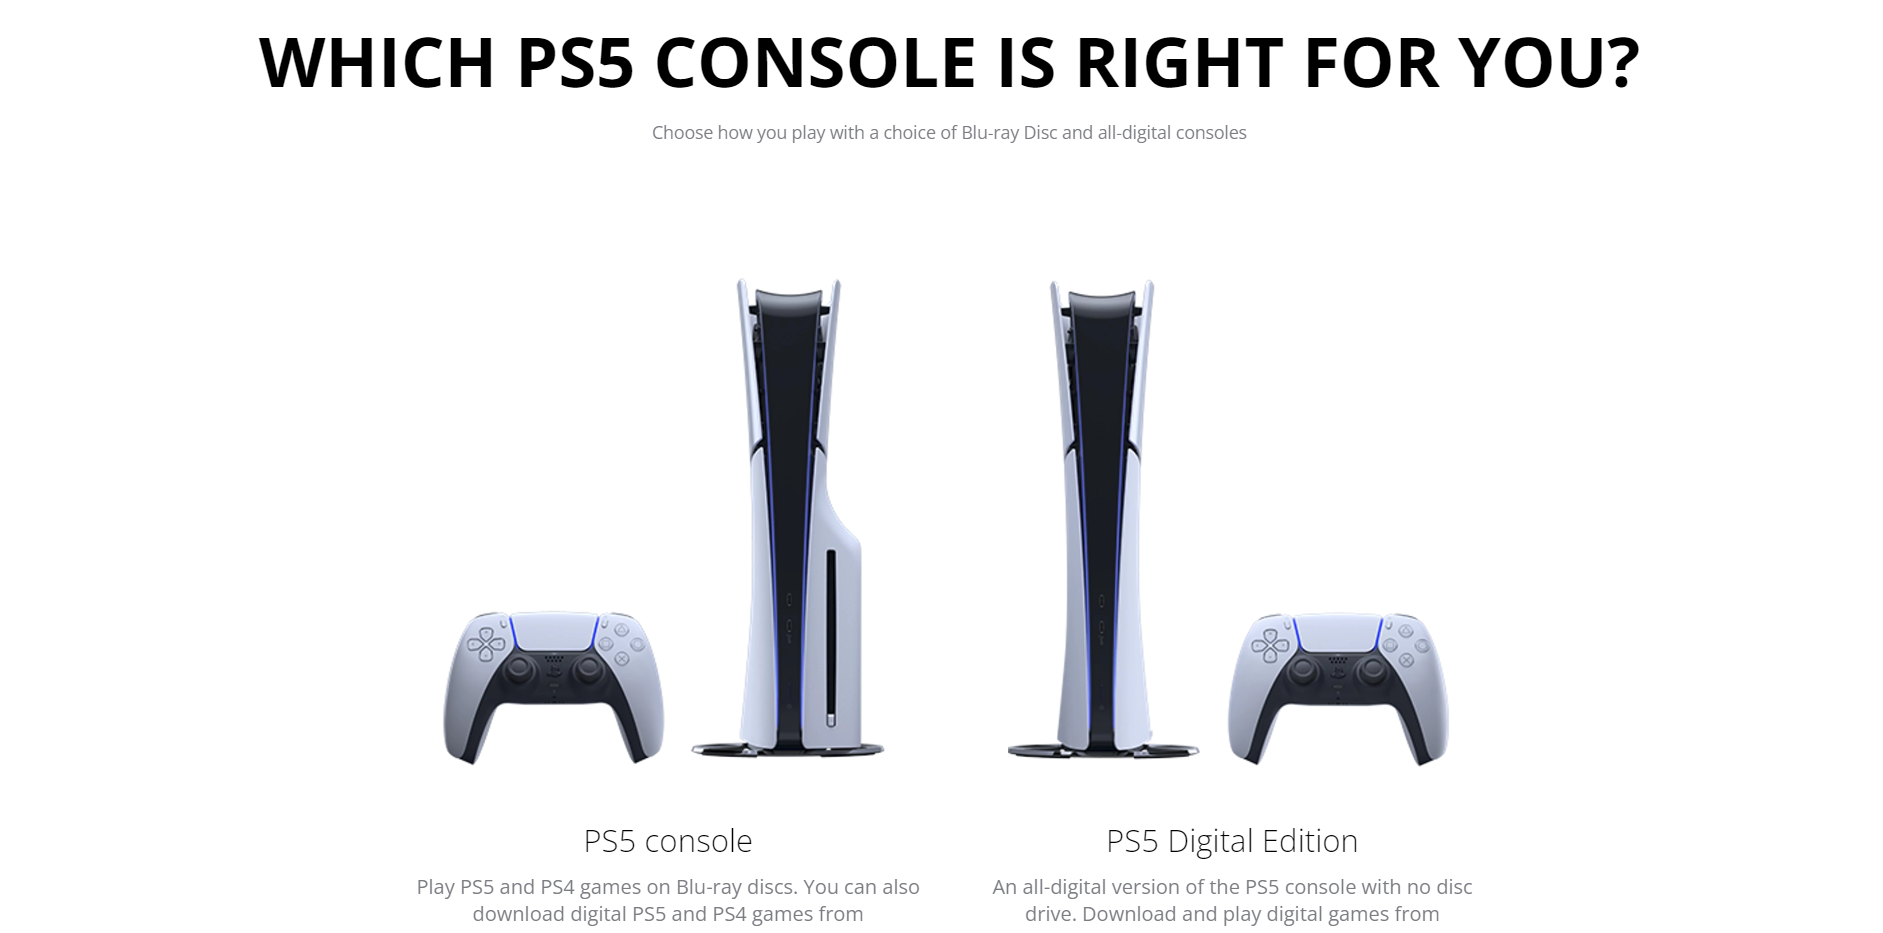 WHICH PS5 CONSOLE IS RIGHT FOR YOU?
Choose how you play with a choice of Blu-ray Disc and all-digital consoles
PS5 console
Play PS5 and PS4 games on Blu-ray discs. You can also
download digital PS5 and PS4 games from
PS5 Digital Edition
An all-digital version of the PS5 console with no disc
drive. Download and play digital games from